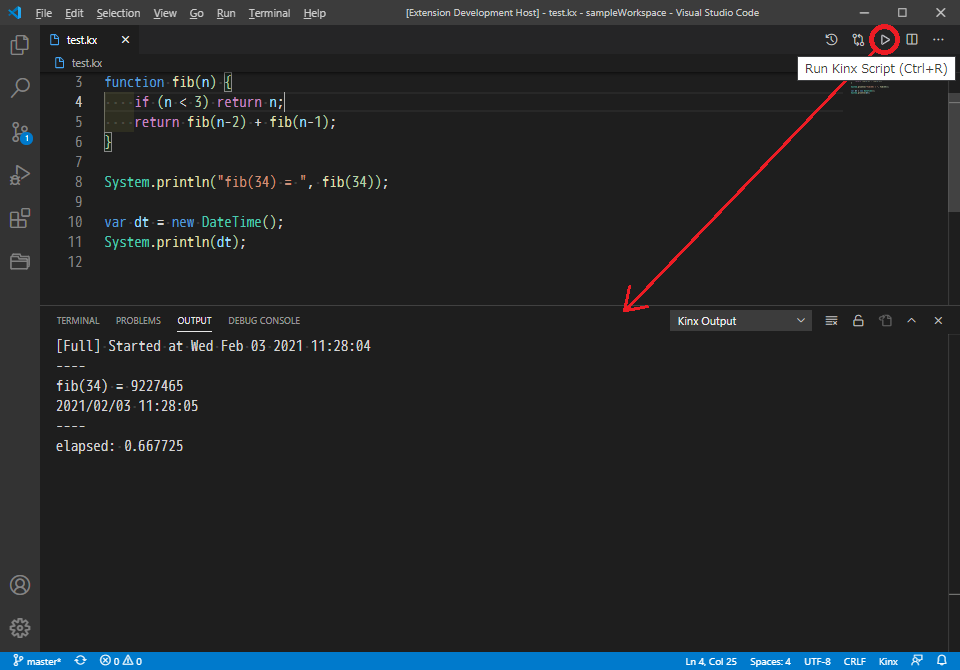 File Edit Selection View Go Run Terminal Help [Extension Development Host] - test.kx - sampleWorkspace - Visual Studio Code
test.kx
test.kx
Run Kinx Script (Ctrl+R)
3 function fib(n) {
4 if (n < 3) return n;
5 return fib(n-2) + fib(n-1);
6 }
7
8 System.println("fib(34) = ", fib(34));
9
10 var dt = new DateTime();
11 System.println(dt);
12
1
TERMINAL PROBLEMS OUTPUT DEBUG CONSOLE Kinx Output
[Full] Started at Wed Feb 03 2021 11:28:04
----
fib(34) = 9227465
2021/02/03 11:28:05
----
elapsed: 0.667725
master* 0 0 Ln 4, Col 25 Spaces: 4 UTF-8 CRLF Kinx